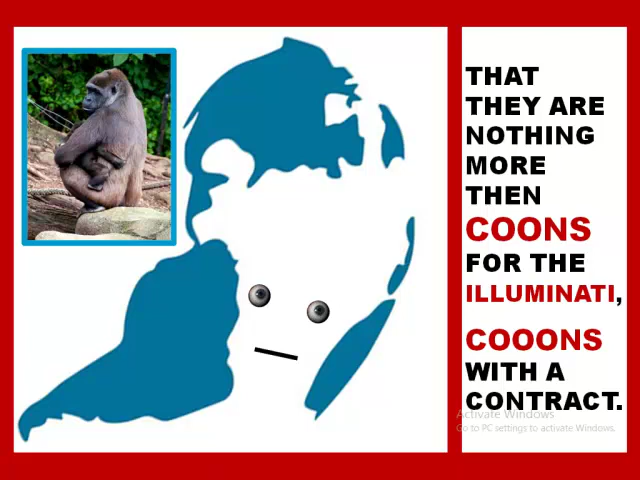 THAT
THEY ARE
NOTHING
MORE
THEN
COONS
FOR THE
ILLUMINATI,
COOONS
WITH A
CONTRACT.
Activate Windows
Go to PC settings to activate Windows.